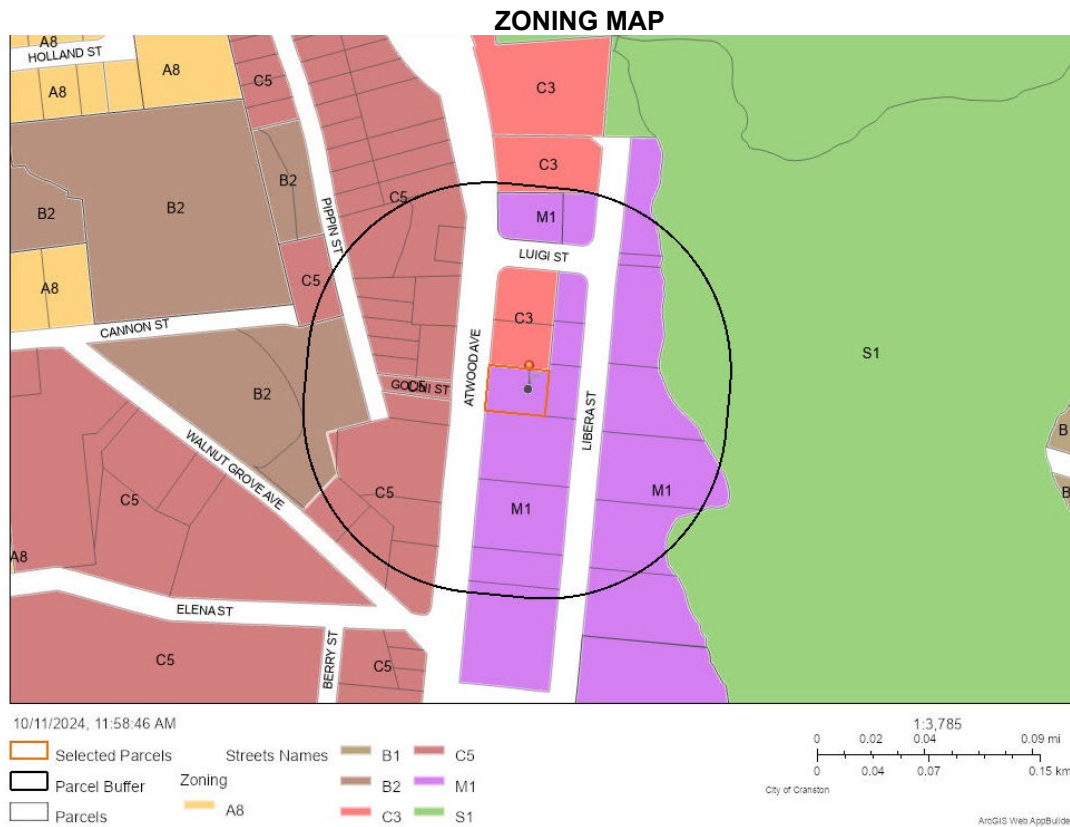 ZONING MAP
A8
HOLLAND ST
A8
A8
C5
C3
B2
C3
B2
B2
C5
PIPPIN ST
M1
LUIGI ST
C5
A8
C3
CANNON ST
ATWOOD AVE
S1
C5
B2
LIBERA ST
B
WALNUT GROVE AVE
C5
C5
M1
M1
B
A8
ELENA ST
BERRY ST
C5
C5
10/11/2024, 11:58:46 AM
1:3,785
0 0.02 0.04 0.09 mi
0 0.04 0.07 0.15 km
Selected Parcels
Parcel Buffer
Parcels
Streets Names
Zoning
A8
B1
B2
C3
C5
M1
S1
City of Cranston
ArcGIS Web AppBuilde